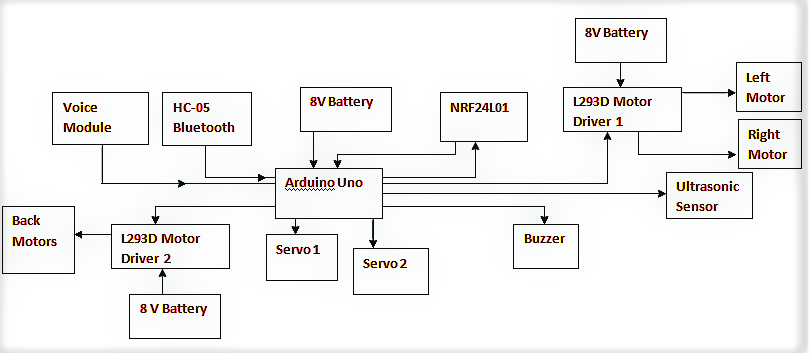 8V Battery
Left
Motor
Voice
Module
HC-05
Bluetooth
8V Battery
NRF24L01
L293D Motor
Driver 1
Right
Motor
Arduino Uno
Ultrasonic
Sensor
Back
Motors
L293D Motor
Driver 2
Servo 1
Servo 2
Buzzer
8 V Battery